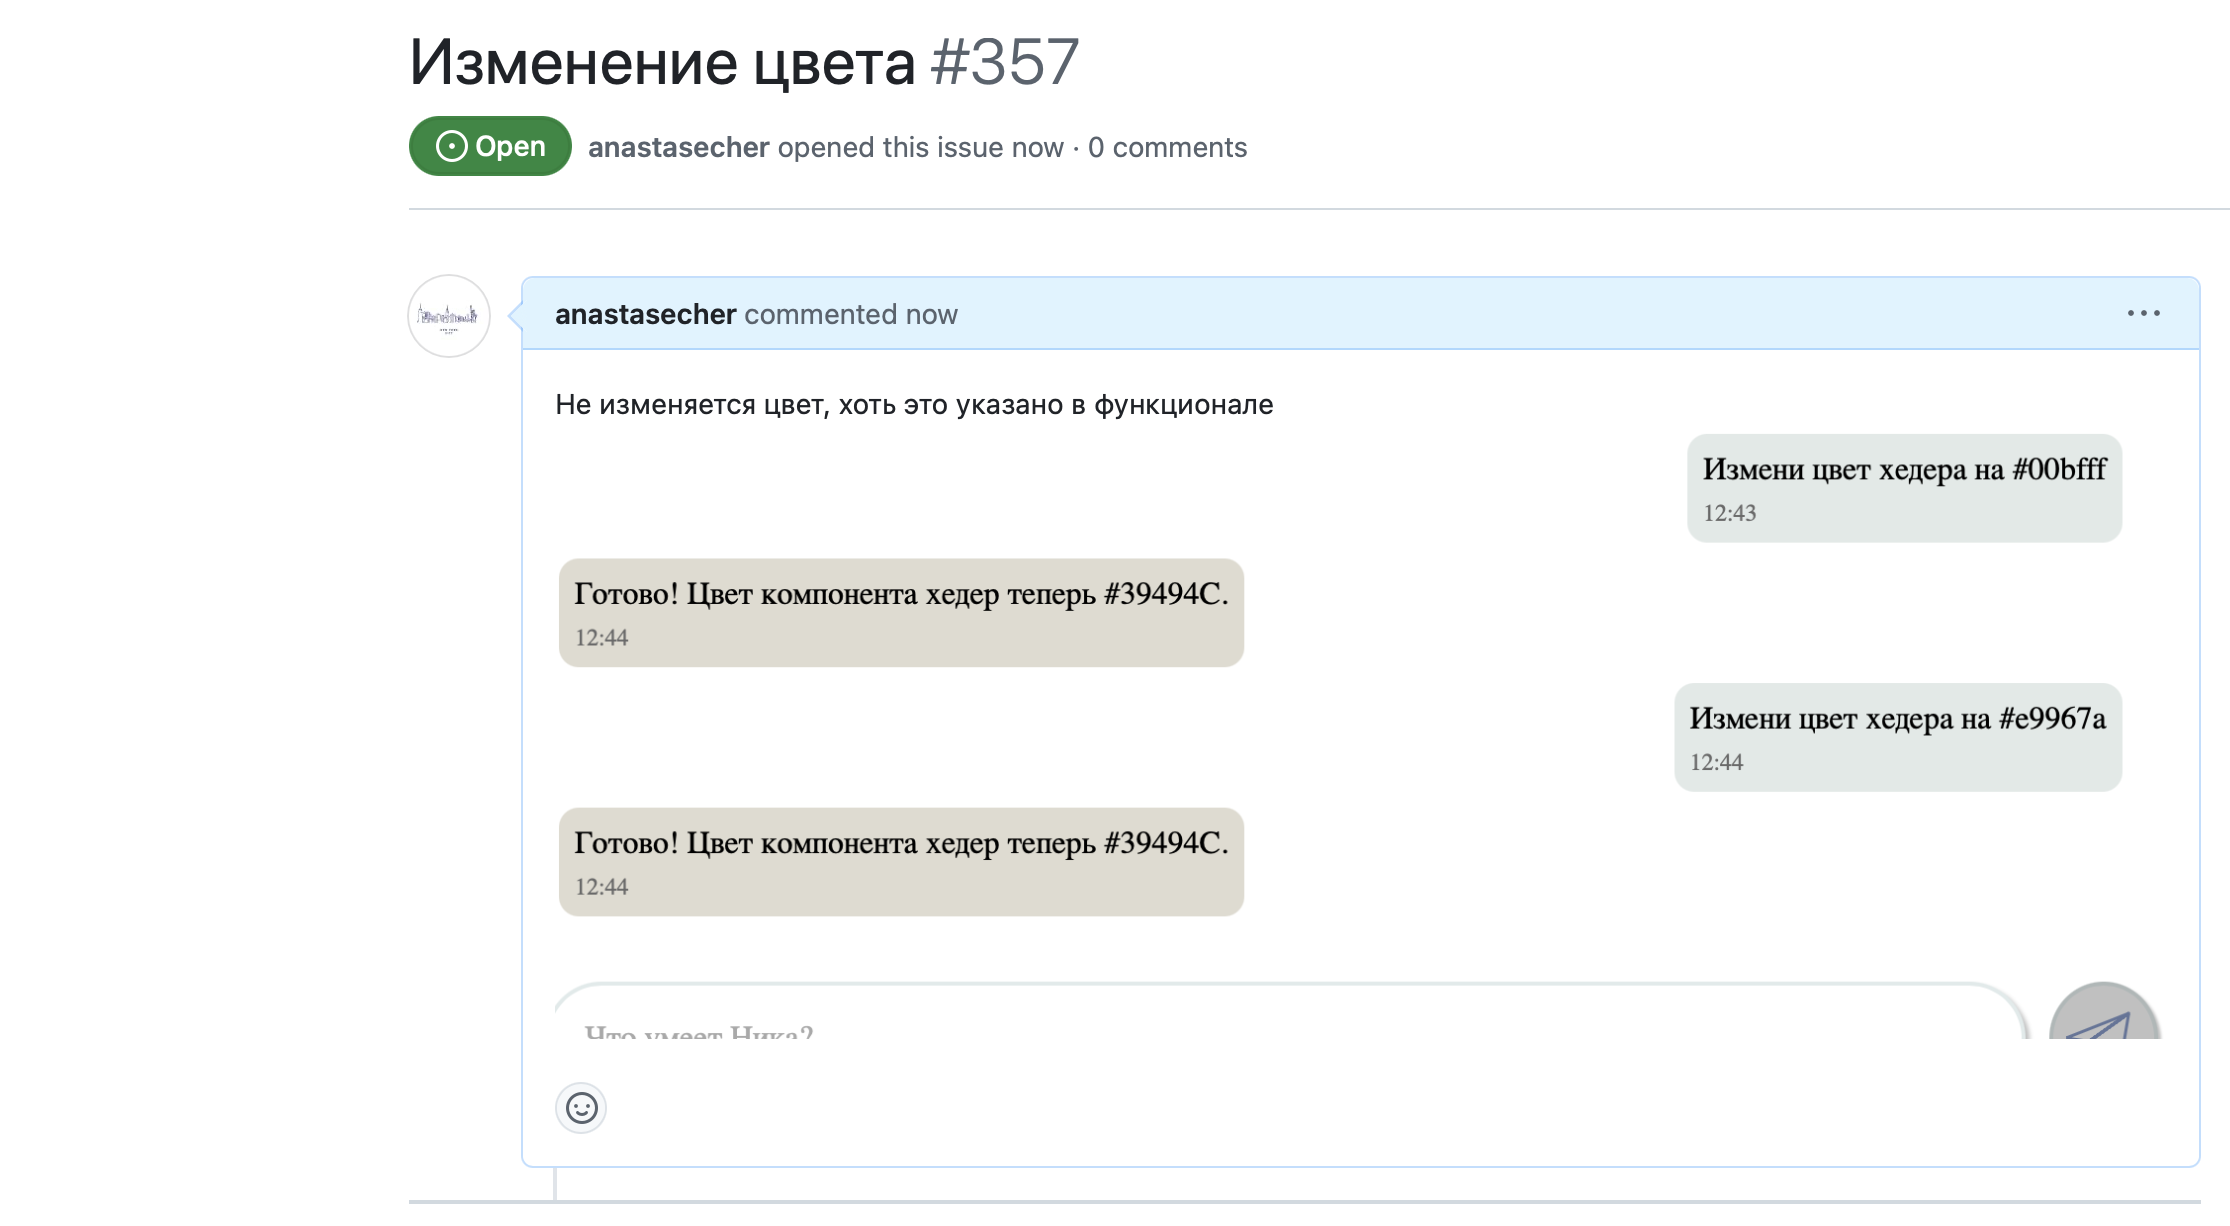 Изменение цвета #357
Open anastasecher opened this issue now · 0 comments
anastasecher commented now
Не изменяется цвет, хоть это указано в функционале
Измени цвет хедера на #00bfff
12:43
Готово! Цвет компонента хедер теперь #39494C.
12:44
Измени цвет хедера на #e9967a
12:44
Готово! Цвет компонента хедер теперь #39494C.
12:44
Что умеет Ника?